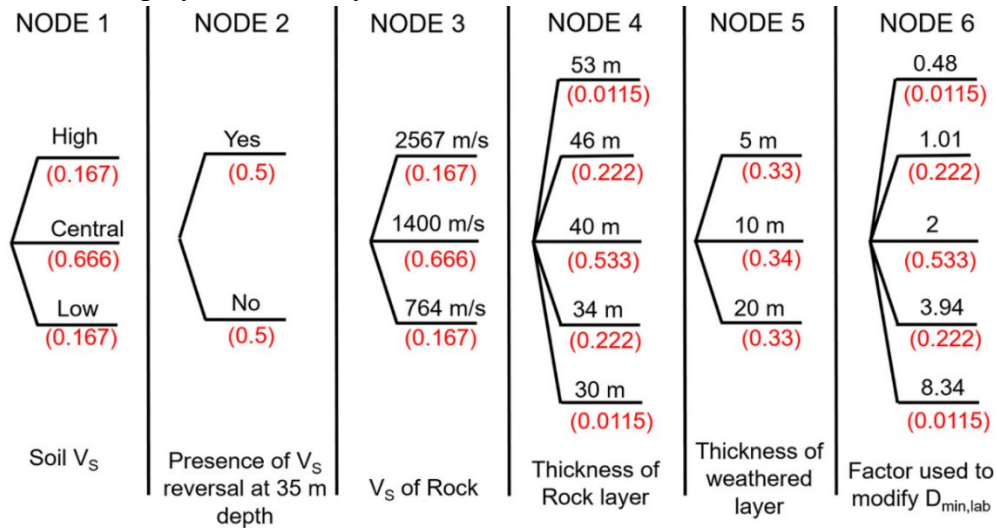 NODE 1
NODE 2
NODE 3
NODE 4
NODE 5
NODE 6
High
(0.167)
Central
(0.666)
Low
(0.167)
Soil V_S
Yes
(0.5)
No
(0.5)
Presence of V_S
reversal at 35 m
depth
2567 m/s
(0.167)
1400 m/s
(0.666)
764 m/s
(0.167)
V_S of Rock
53 m
(0.0115)
46 m
(0.222)
40 m
(0.533)
34 m
(0.222)
30 m
(0.0115)
Thickness of
Rock layer
5 m
(0.33)
10 m
(0.34)
20 m
(0.33)
Thickness of
weathered
layer
0.48
(0.0115)
1.01
(0.222)
2
(0.533)
3.94
(0.222)
8.34
(0.0115)
Factor used to
modify D_min,lab